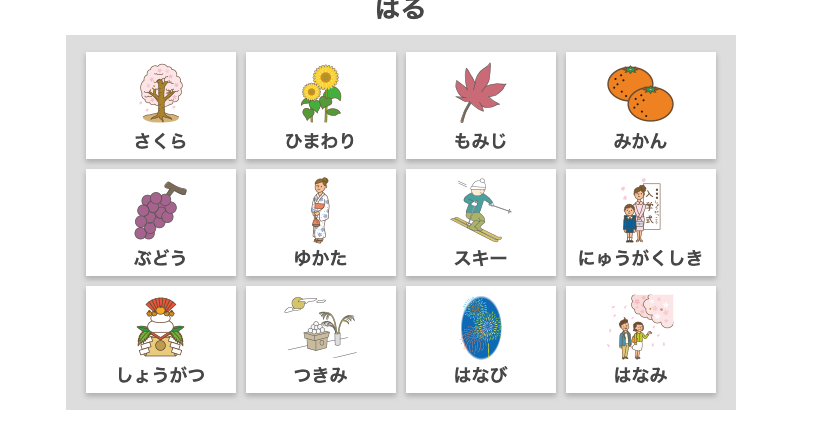 はる
さくら
ひまわり
もみじ
みかん
ぶどう
ゆかた
スキー
入学式
にゅうがくしき
しょうがつ
つきみ
はなび
はなみ